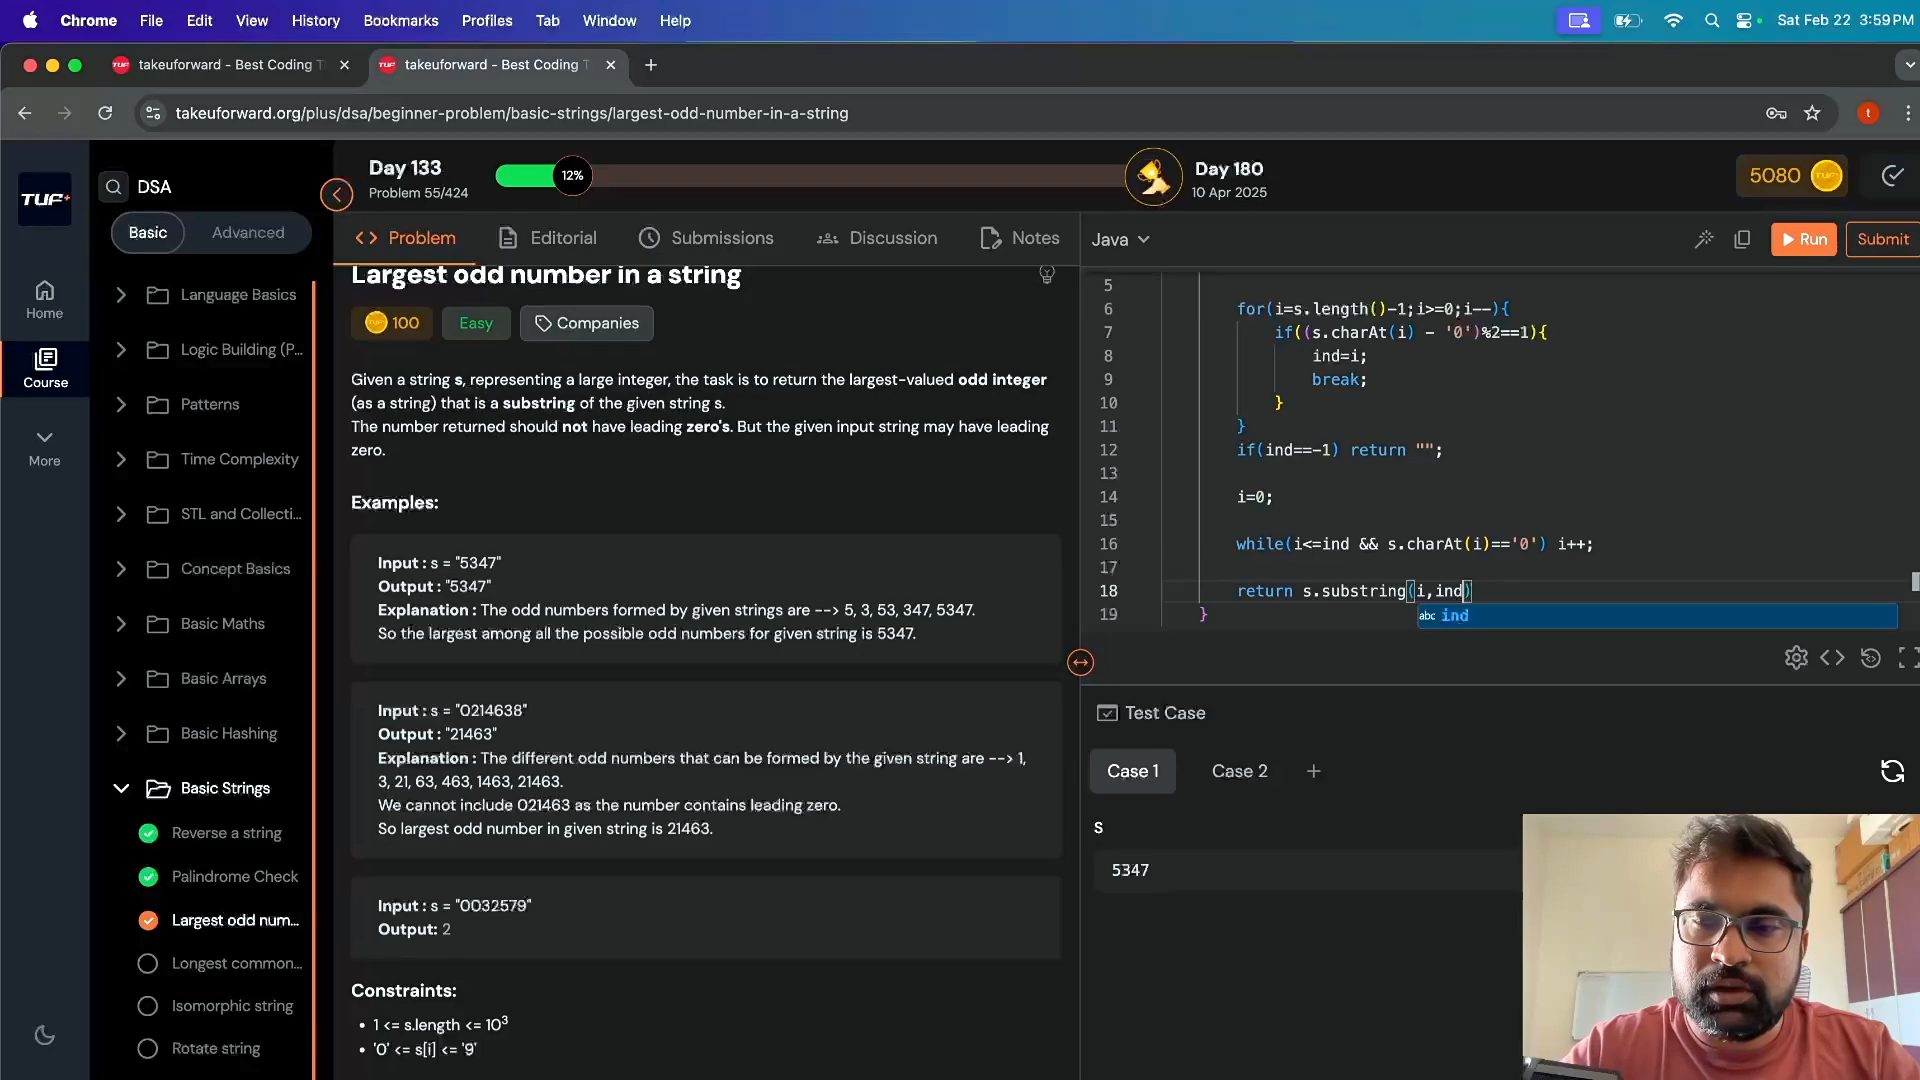 Chrome File Edit View History Bookmarks Profiles Tab Window Help Sat Feb 22 3:59 PM
takeuforward - Best Coding T takeuforward - Best Coding T
takeuforward.org/plus/dsa/beginner-problem/basic-strings/largest-odd-number-in-a-string t
TUF+
Home
Course
More
DSA
Basic Advanced
Language Basics
Logic Building (P...
Patterns
Time Complexity
STL and Collecti...
Concept Basics
Basic Maths
Basic Arrays
Basic Hashing
Basic Strings
Reverse a string
Palindrome Check
Largest odd num...
Longest common...
Isomorphic string
Rotate string
Day 133
Problem 55/424
12%
Day 180
10 Apr 2025
5080
Problem Editorial Submissions Discussion Notes
Largest odd number in a string
100 Easy Companies
Given a string s, representing a large integer, the task is to return the largest-valued odd integer
(as a string) that is a substring of the given string s.
The number returned should not have leading zero's. But the given input string may have leading
zero.
Examples:
Input : s = "5347"
Output : "5347"
Explanation : The odd numbers formed by given strings are --> 5, 3, 53, 347, 5347.
So the largest among all the possible odd numbers for given string is 5347.
Input : s = "0214638"
Output : "21463"
Explanation : The different odd numbers that can be formed by the given string are --> 1,
3, 21, 63, 463, 1463, 21463.
We cannot include 021463 as the number contains leading zero.
So largest odd number in given string is 21463.
Input : s = "0032579"
Output: 2
Constraints:
• 1 <= s.length <= 10³
• '0' <= s[i] <= '9'
Java Run Submit
5
6 for(i=s.length()-1;i>=0;i--){
7 if((s.charAt(i) - '0')%2==1){
8 ind=i;
9 break;
10 }
11 }
12 if(ind==-1) return "";
13
14 i=0;
15
16 while(i<=ind && s.charAt(i)=='0') i++;
17
18 return s.substring(i,ind)
19 }
abc ind
Test Case
Case 1 Case 2 +
s
5347